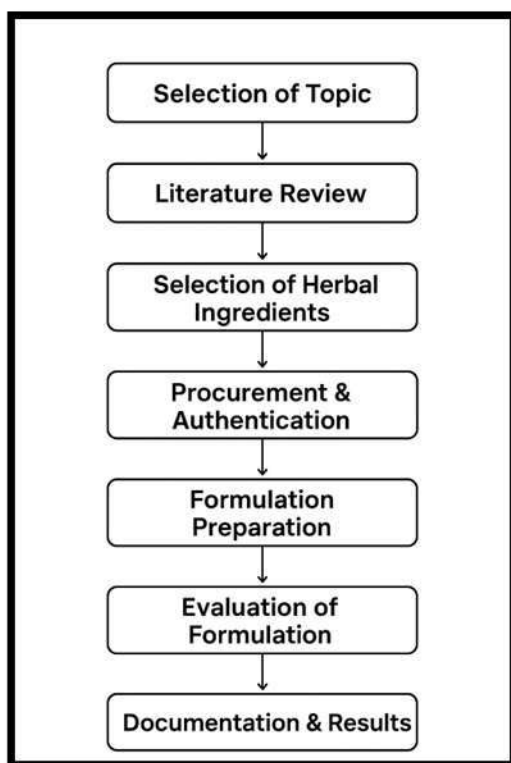 Selection of Topic
Literature Review
Selection of Herbal
Ingredients
Procurement &
Authentication
Formulation
Preparation
Evaluation of
Formulation
Documentation & Results